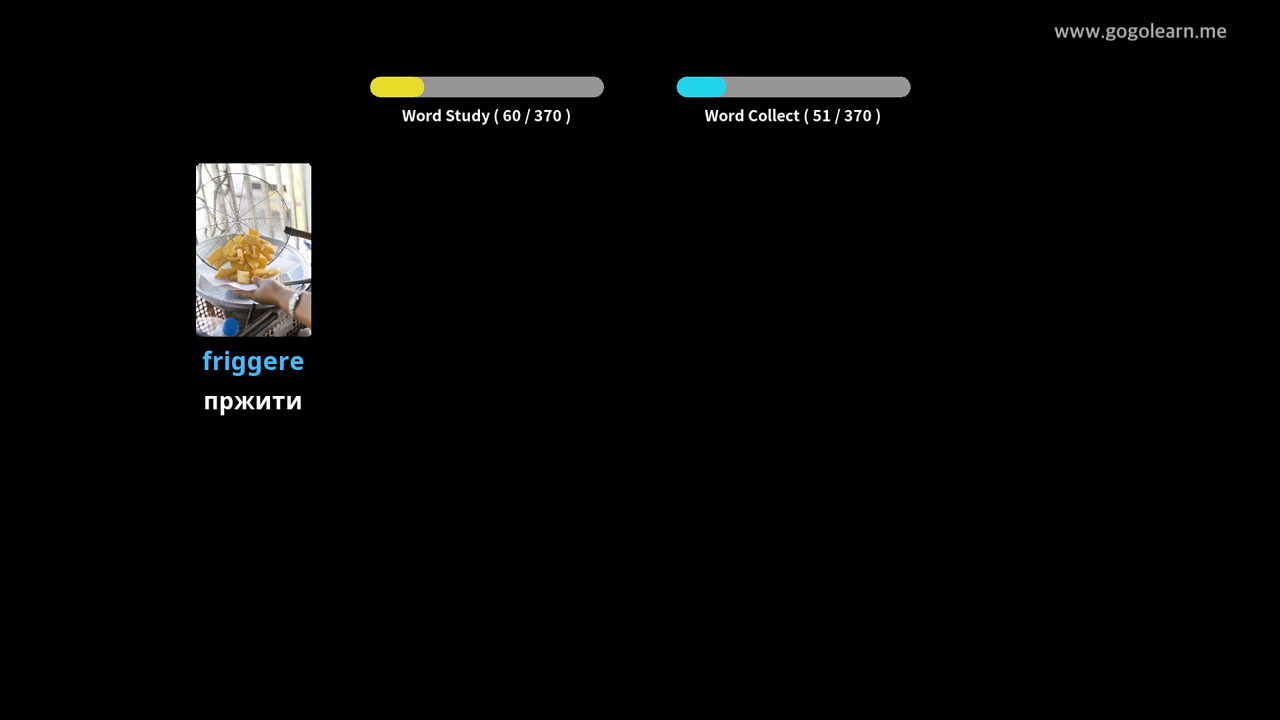 www.gogolearn.me
Word Study ( 60 / 370 )
Word Collect ( 51 / 370 )
friggere
пржити